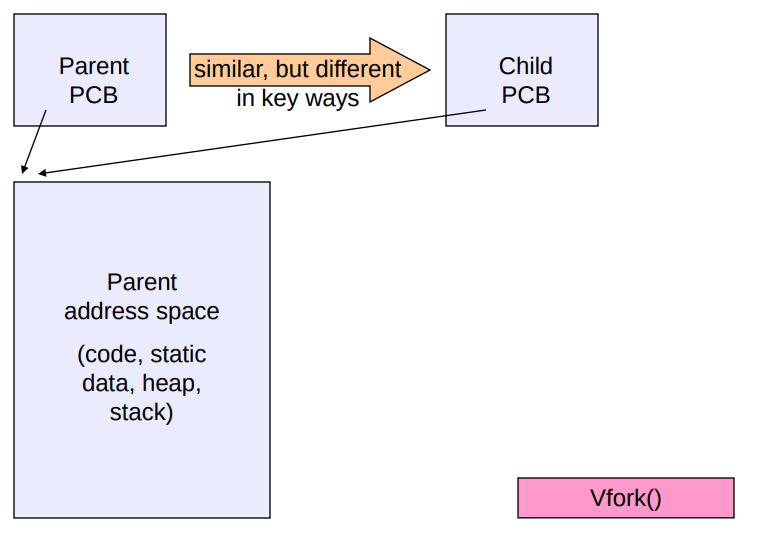 Parent
PCB
similar, but different
in key ways
Child
PCB
Parent
address space
(code, static
data, heap,
stack)
Vfork()